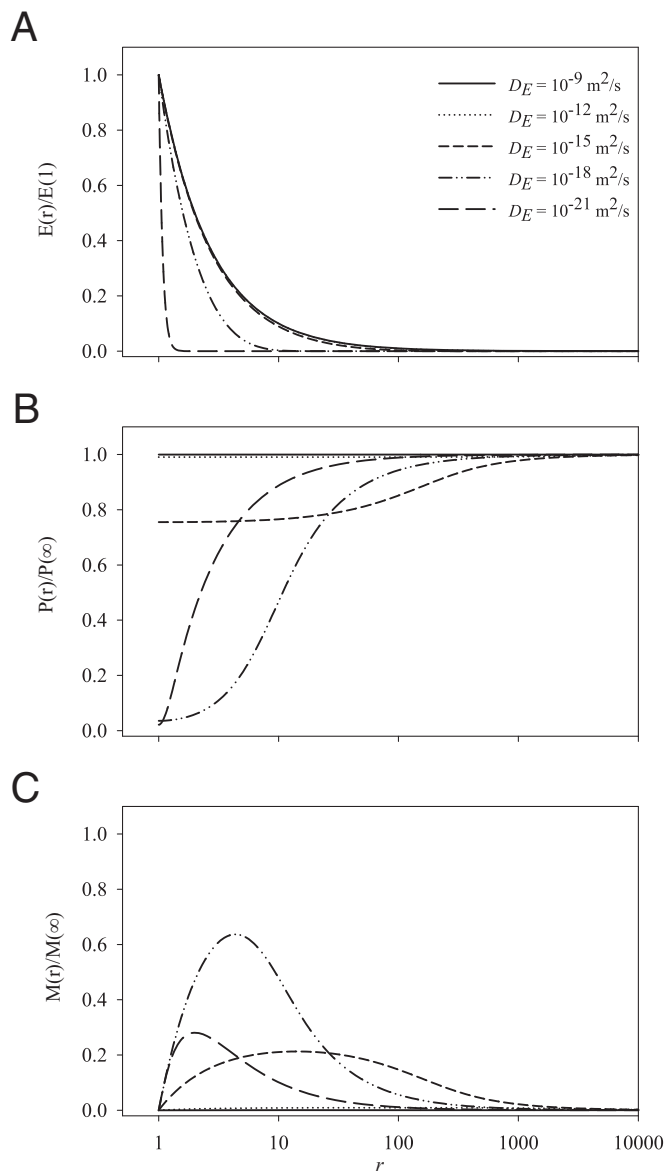 A
1.0
0.8
0.6
0.4
0.2
0.0
E(r)/E(1)
D_E = 10^-9 m^2/s
D_E = 10^-12 m^2/s
D_E = 10^-15 m^2/s
D_E = 10^-18 m^2/s
D_E = 10^-21 m^2/s
B
1.0
0.8
0.6
0.4
0.2
0.0
P(r)/P(∞)
C
1.0
0.8
0.6
0.4
0.2
0.0
M(r)/M(∞)
1 10 100 1000 10000
r